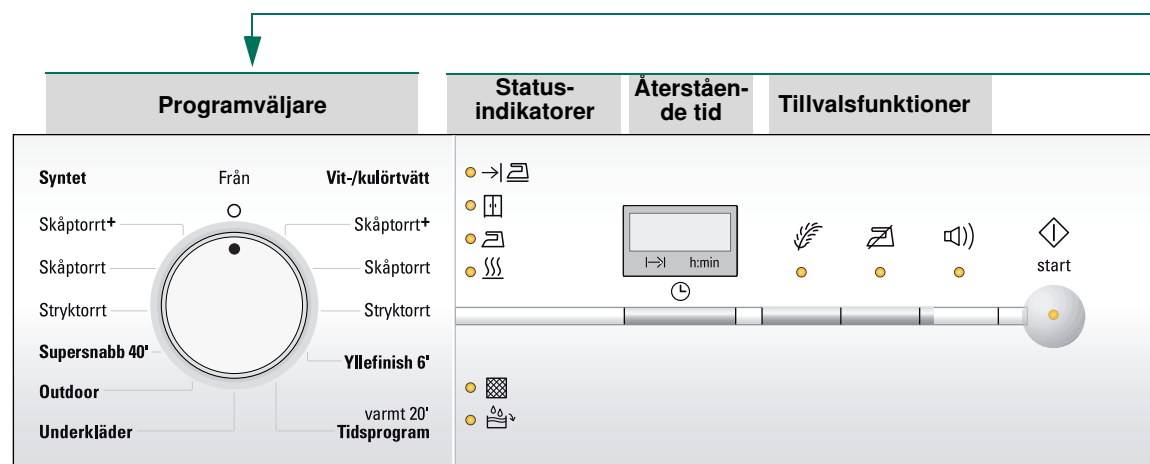 Programväljare
Status-
indikatorer
Återståen-
de tid
Tillvalsfunktioner
Syntet
Från
Vit-/kulörtvätt
Skåptorrt+
Skåptorrt+
Skåptorrt
Skåptorrt
Stryktorrt
Stryktorrt
Supersnabb 40'
Yllefinish 6'
Outdoor
varmt 20'
Underkläder
Tidsprogram
h:min
start